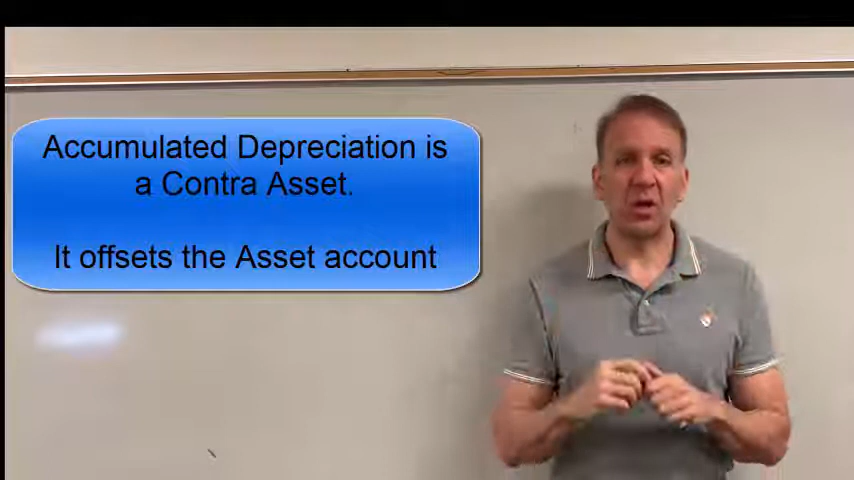 Accumulated Depreciation is
a Contra Asset.
It offsets the Asset account